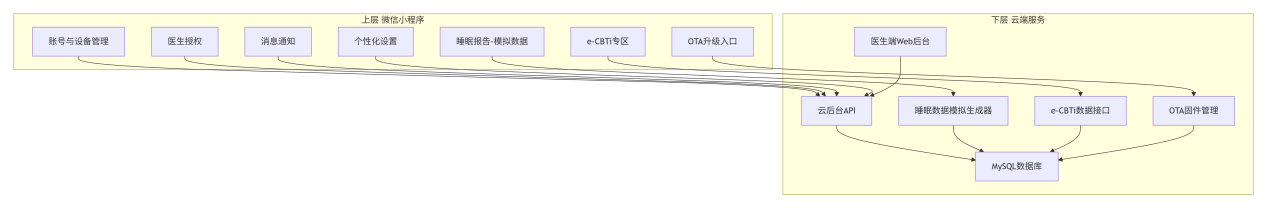 上层 微信小程序
账号与设备管理
医生授权
消息通知
个性化设置
睡眠报告-模拟数据
e-CBTi专区
OTA升级入口
下层 云端服务
医生端Web后台
云后台API
睡眠数据模拟生成器
e-CBTi数据接口
OTA固件管理
MySQL数据库